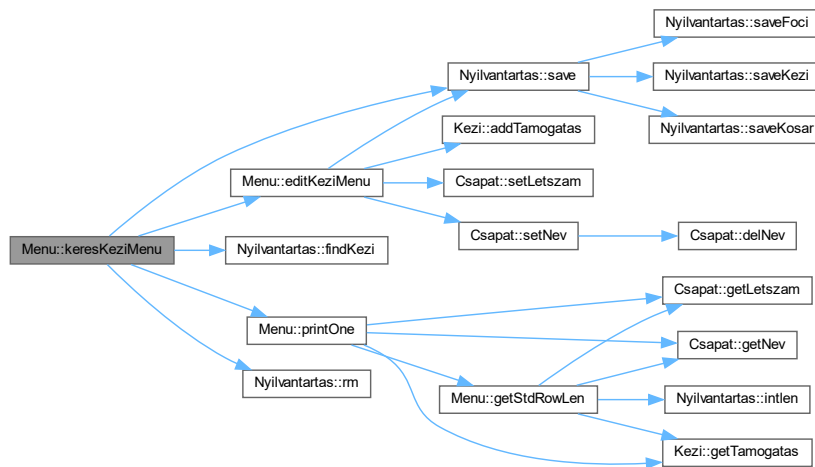 Menu::keresKeziMenu
Nyilvantartas::save
Nyilvantartas::saveFoci
Nyilvantartas::saveKezi
Nyilvantartas::saveKosar
Menu::editKeziMenu
Kezi::addTamogatas
Csapat::setLetszam
Csapat::setNev
Csapat::delNev
Nyilvantartas::findKezi
Menu::printOne
Csapat::getLetszam
Csapat::getNev
Menu::getStdRowLen
Nyilvantartas::intlen
Kezi::getTamogatas
Nyilvantartas::rm